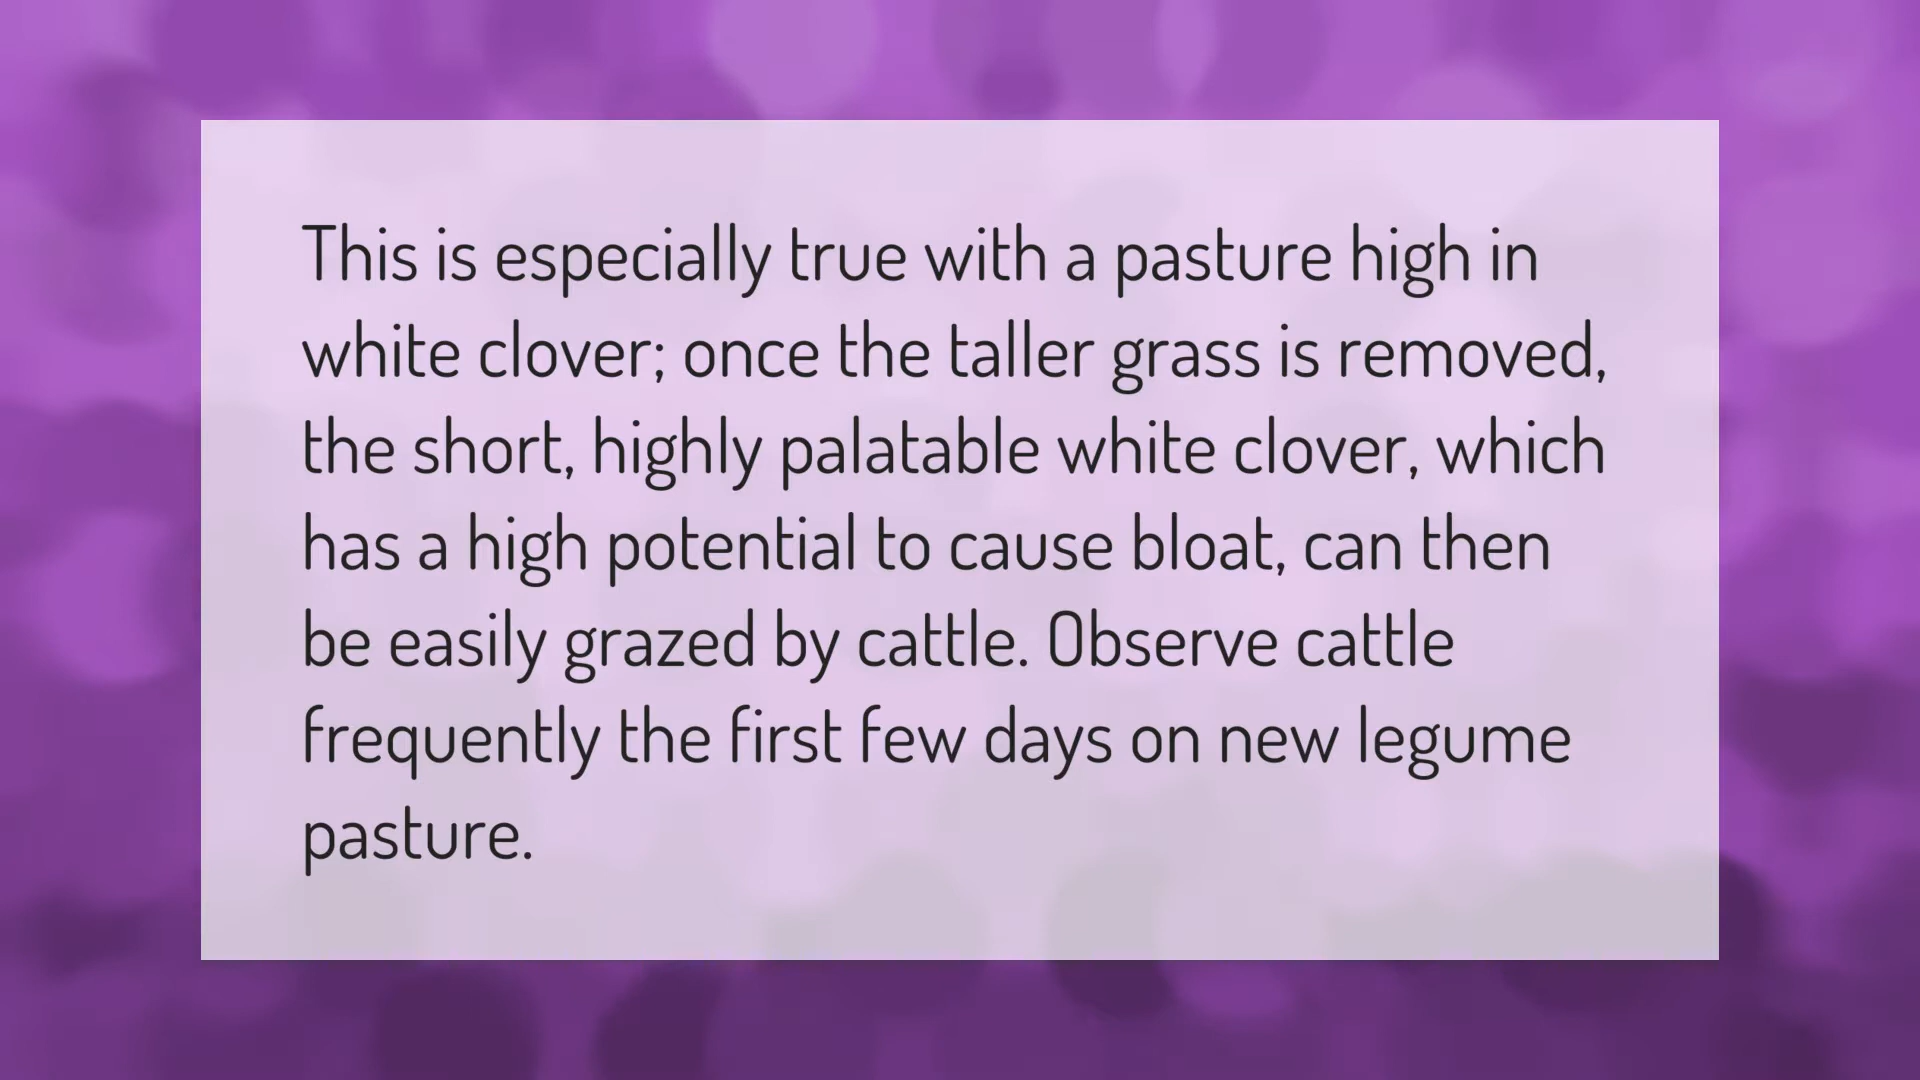 This is especially true with a pasture high in
white clover; once the taller grass is removed,
the short, highly palatable white clover, which
has a high potential to cause bloat, can then
be easily grazed by cattle. Observe cattle
frequently the first few days on new legume
pasture.